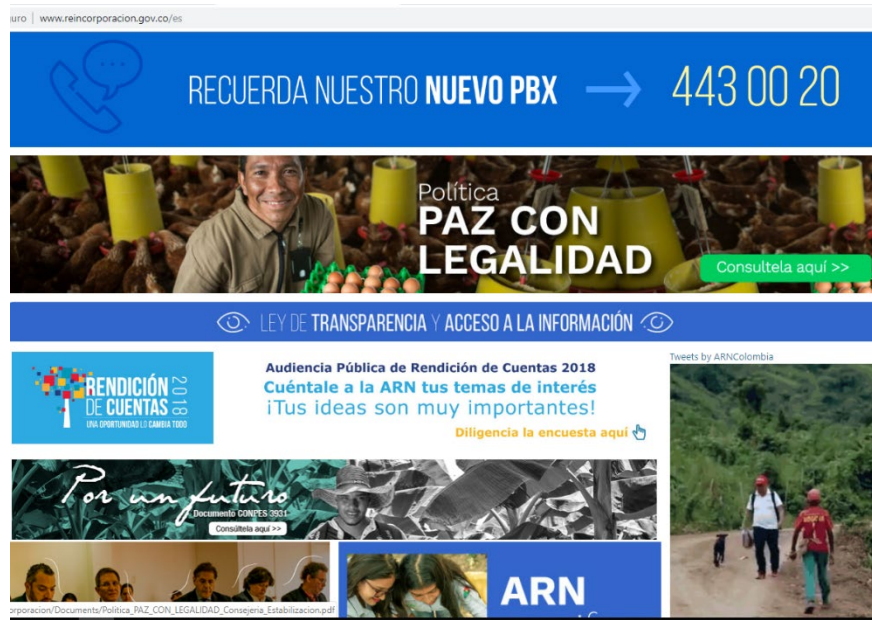 uro | www.reincorporacion.gov.co/es
RECUERDA NUESTRO NUEVO PBX → 443 00 20
Política
PAZ CON
LEGALIDAD
Consultela aquí >>
LEY DE TRANSPARENCIA Y ACCESO A LA INFORMACIÓN
RENDICIÓN
DE CUENTAS
2018
UNA OPORTUNIDAD LO CAMBIA TODO
Audiencia Pública de Rendición de Cuentas 2018
Cuéntale a la ARN tus temas de interés
¡Tus ideas son muy importantes!
Diligencia la encuesta aquí
Tweets by ARNColombia
Por un futuro
Documento CONPES 3931
Consúltela aquí >>
ARN
orporacion/Documents/Politica_PAZ_CON_LEGALIDAD_Consejeria_Estabilizacion.pdf